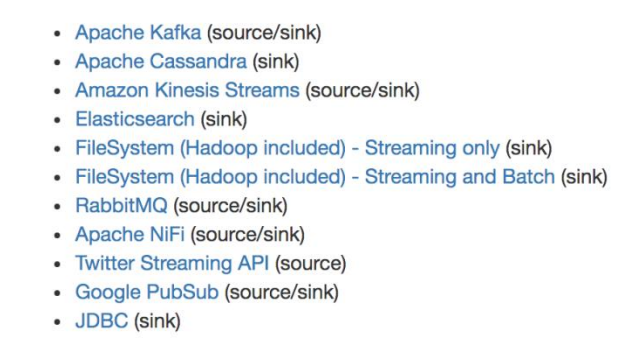 • Apache Kafka (source/sink)
• Apache Cassandra (sink)
• Amazon Kinesis Streams (source/sink)
• Elasticsearch (sink)
• FileSystem (Hadoop included) - Streaming only (sink)
• FileSystem (Hadoop included) - Streaming and Batch (sink)
• RabbitMQ (source/sink)
• Apache NiFi (source/sink)
• Twitter Streaming API (source)
• Google PubSub (source/sink)
• JDBC (sink)